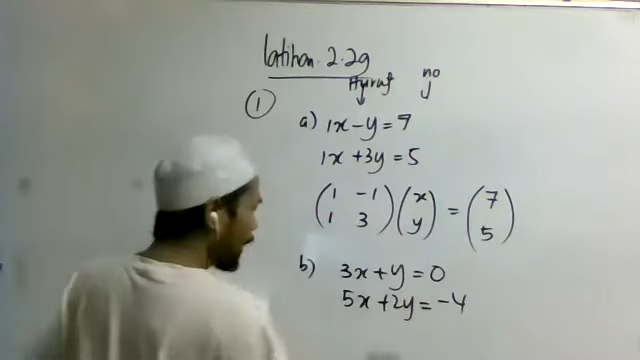 latihan 2.2g
Huruf no
① a) 1x - y = 7
1x + 3y = 5
(1 -1
1 3) (x
y) = (7
5)
b) 3x + y = 0
5x + 2y = -4